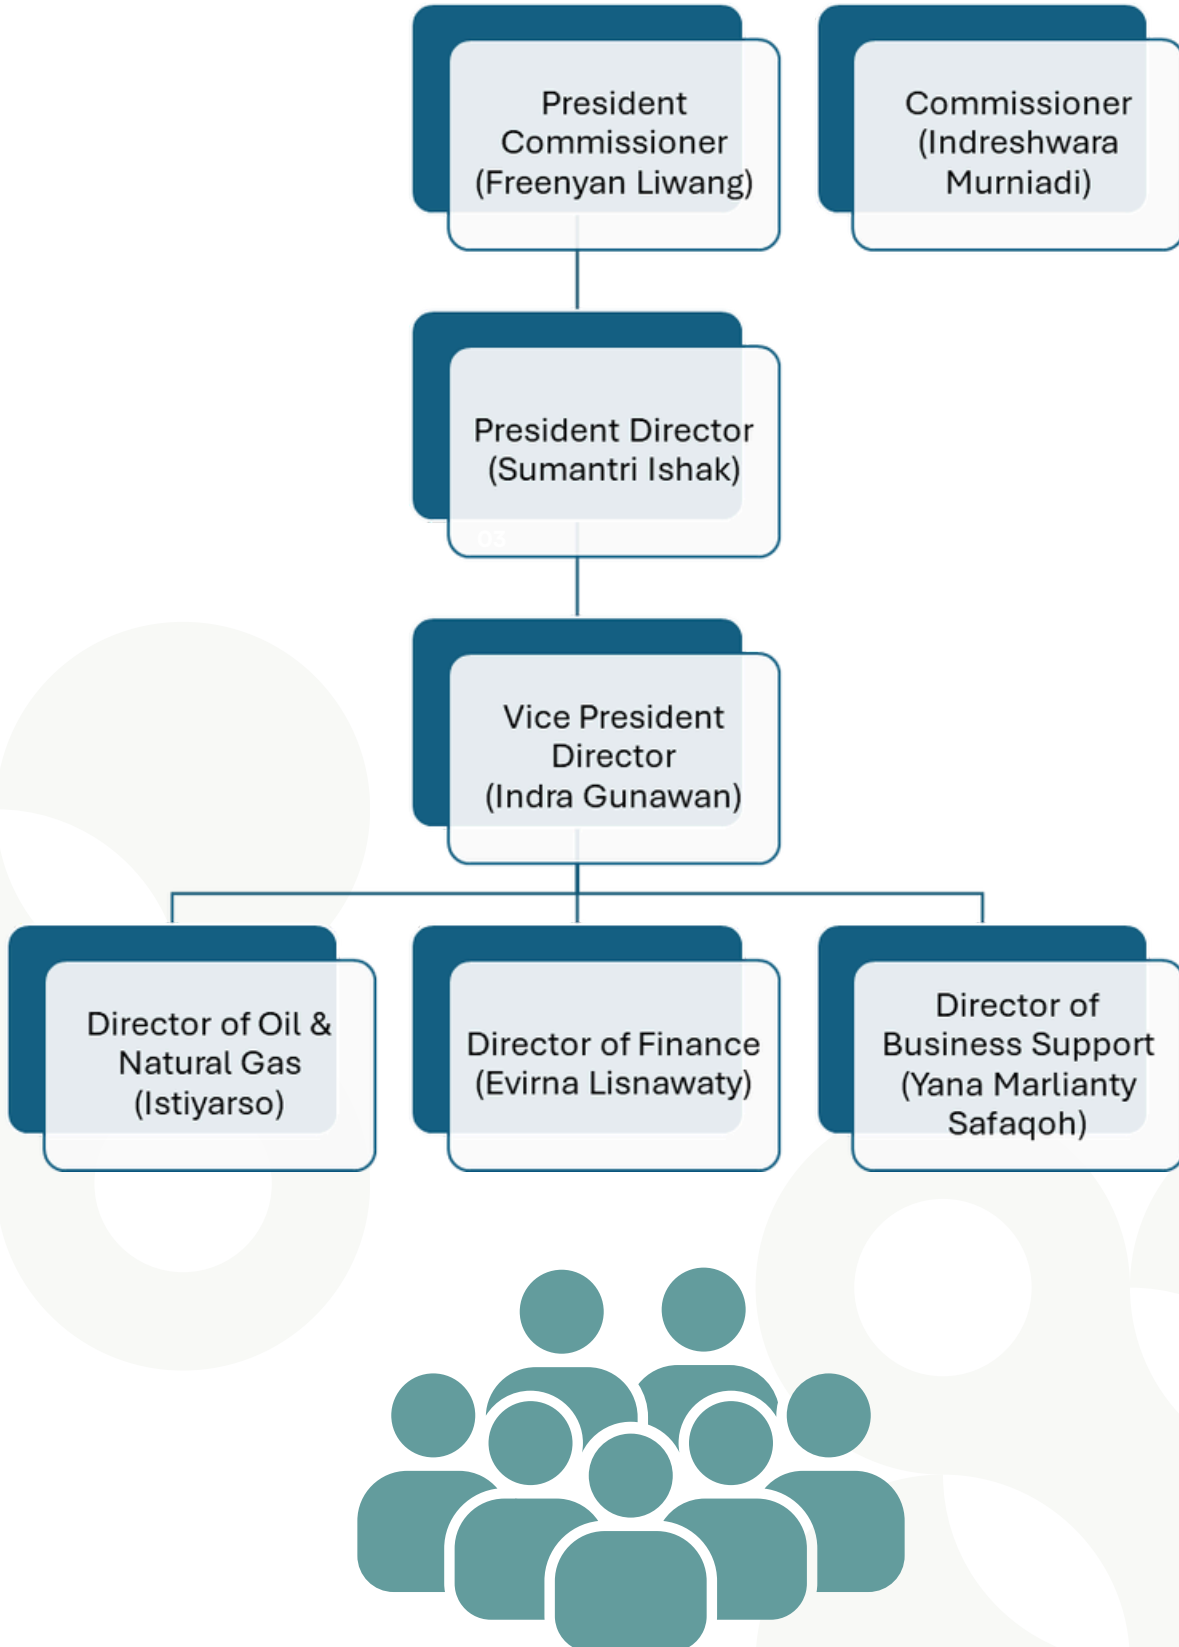 President
Commissioner
(Freenyan Liwang)
Commissioner
(Indreshwara
Murniadi)
President Director
(Sumantri Ishak)
03
Vice President
Director
(Indra Gunawan)
Director of Oil &
Natural Gas
(Istiyarso)
Director of Finance
(Evirna Lisnawaty)
Director of
Business Support
(Yana Marlianty
Safaqoh)